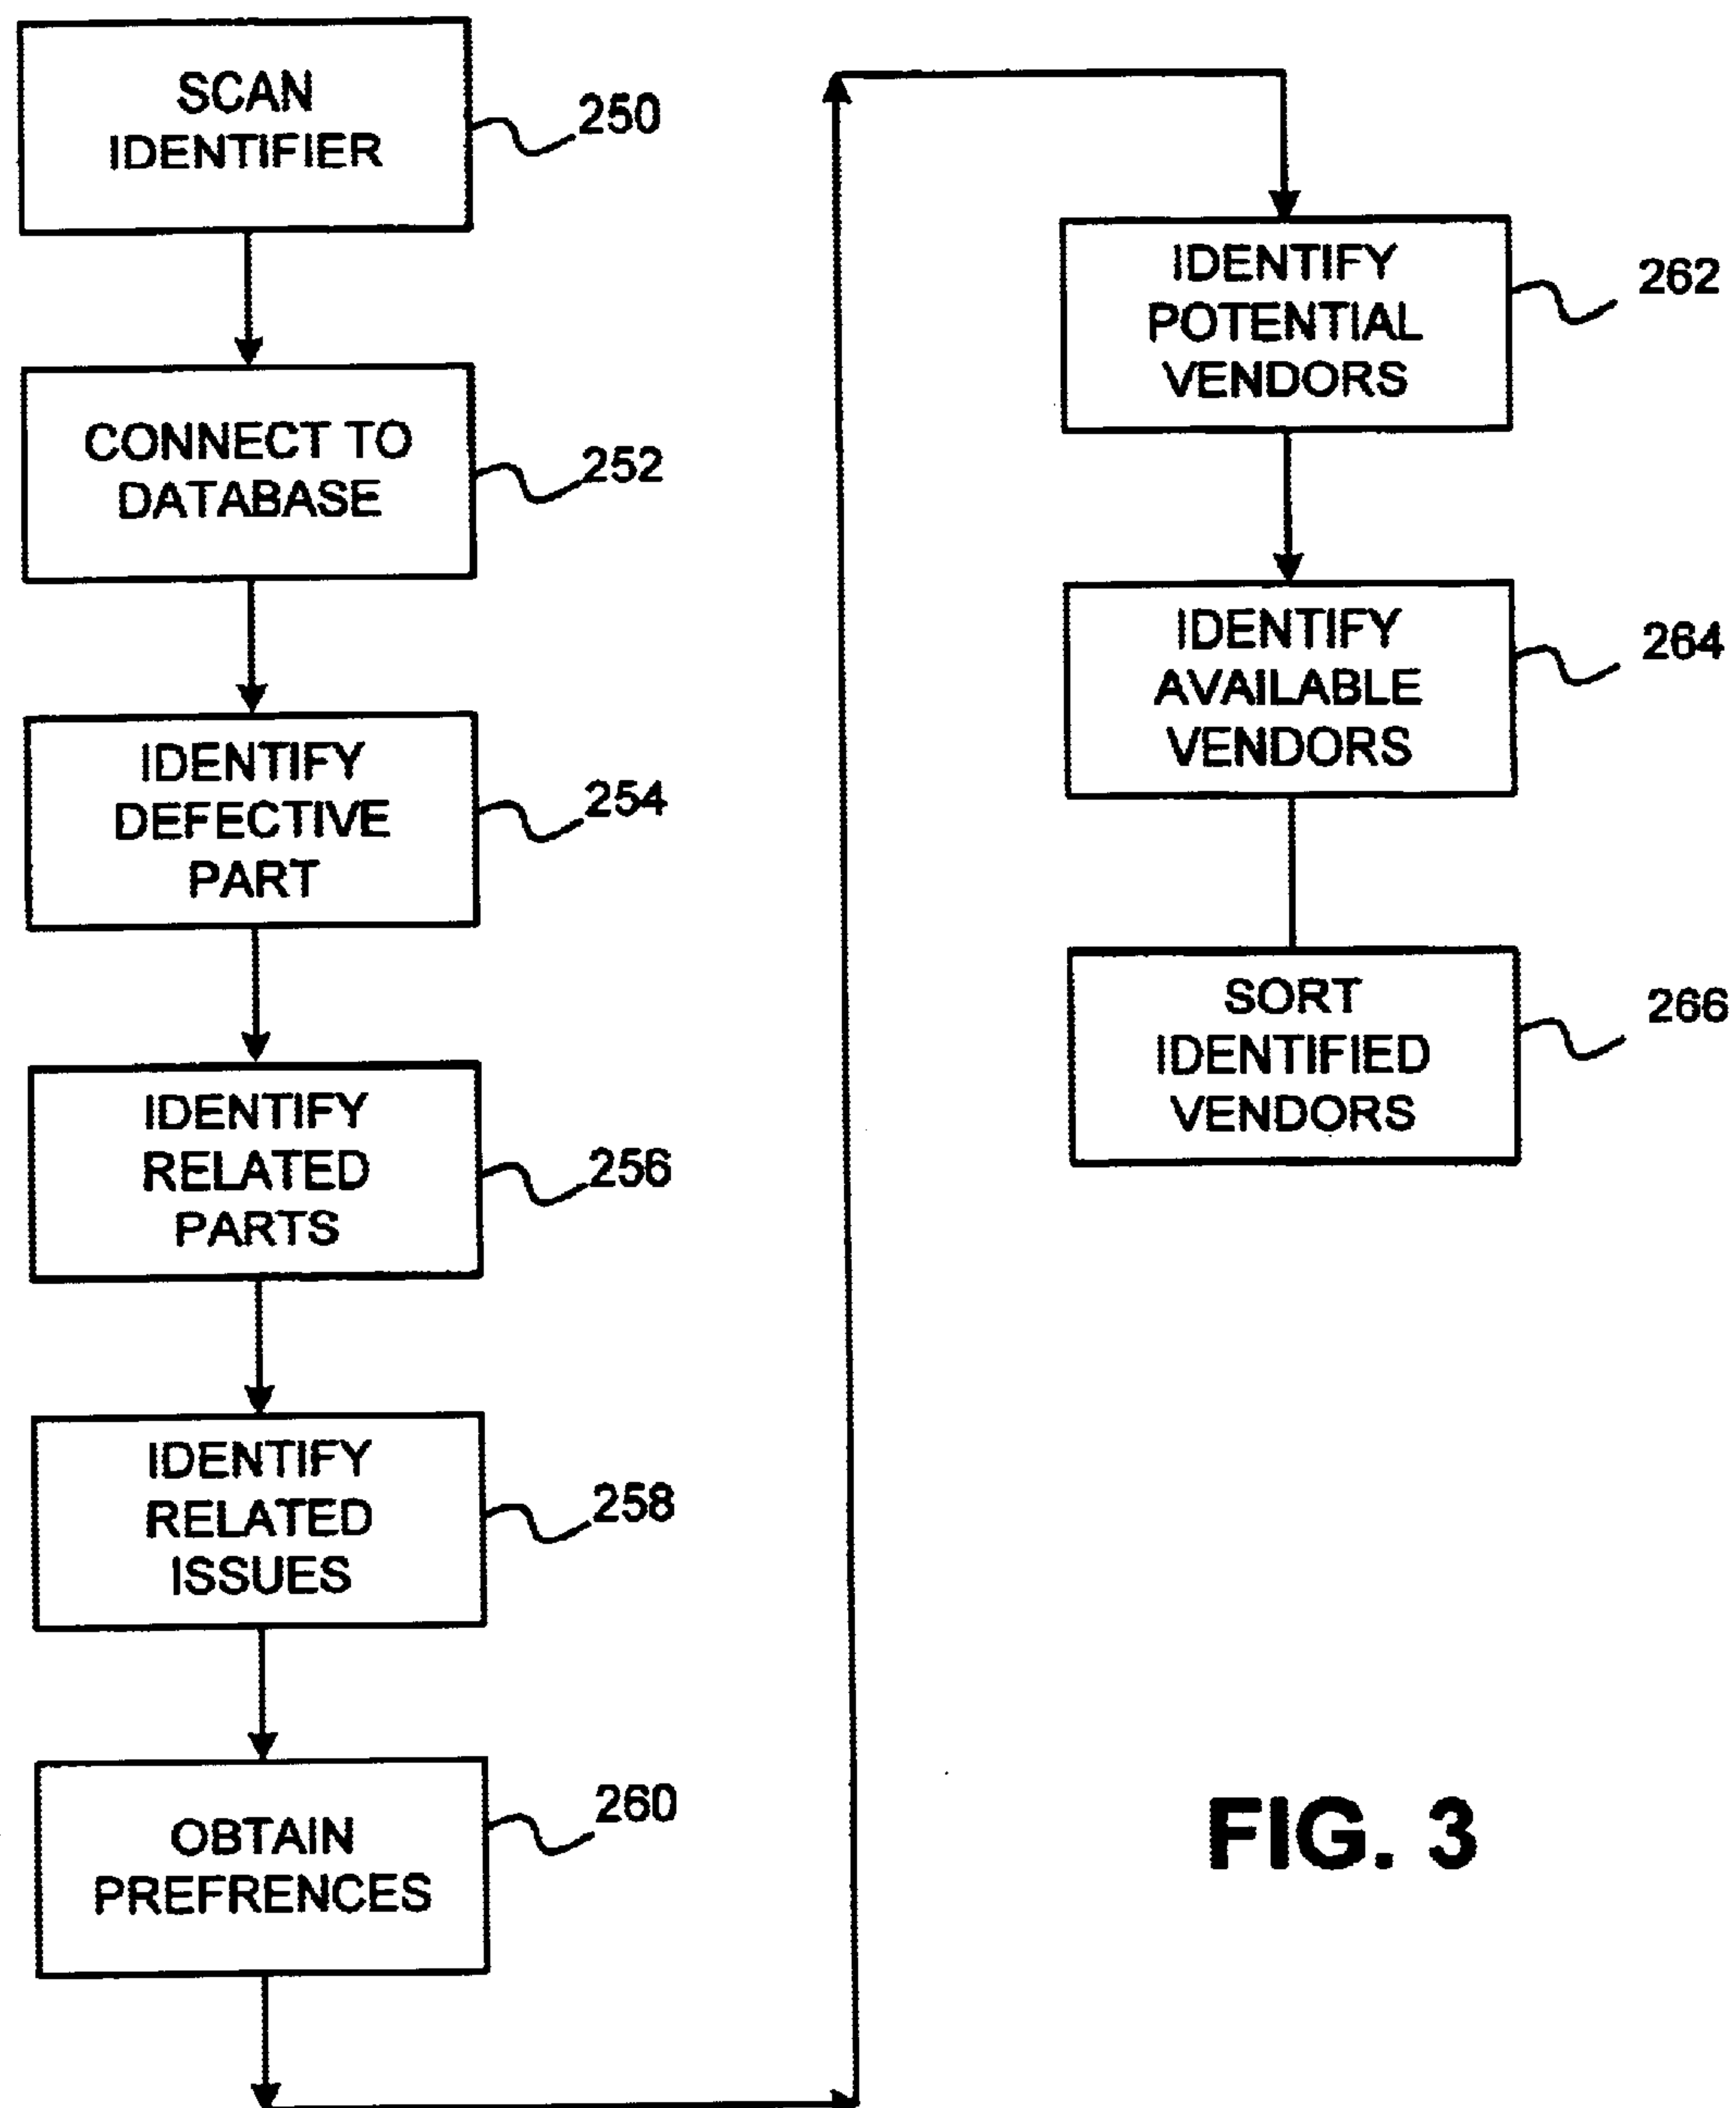 SCAN
IDENTIFIER
250
CONNECT TO
DATABASE
252
IDENTIFY
DEFECTIVE
PART
254
IDENTIFY
RELATED
PARTS
256
IDENTIFY
RELATED
ISSUES
258
OBTAIN
PREFRENCES
260
IDENTIFY
POTENTIAL
VENDORS
262
IDENTIFY
AVAILABLE
VENDORS
264
SORT
IDENTIFIED
VENDORS
266
FIG. 3